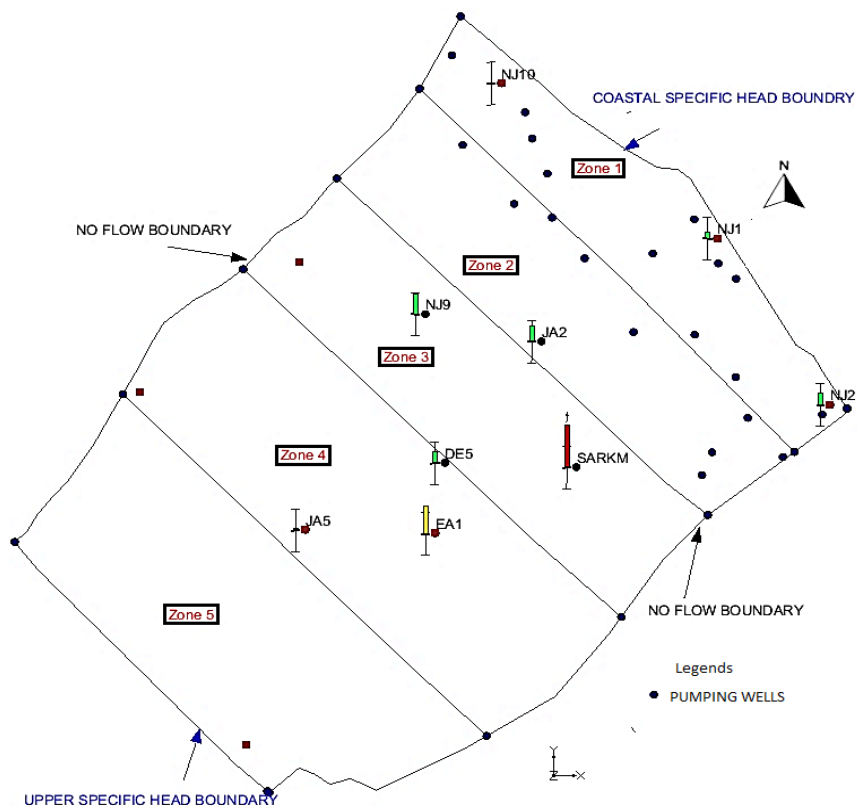 NJ10
COASTAL SPECIFIC HEAD BOUNDRY
Zone 1
N
NO FLOW BOUNDARY
NJ1
Zone 2
NJ9
JA2
Zone 3
NJ2
Zone 4
DE5
SARKM
JA5
EA1
Zone 5
NO FLOW BOUNDARY
Legends
PUMPING WELLS
Y
Z
X
UPPER SPECIFIC HEAD BOUNDARY